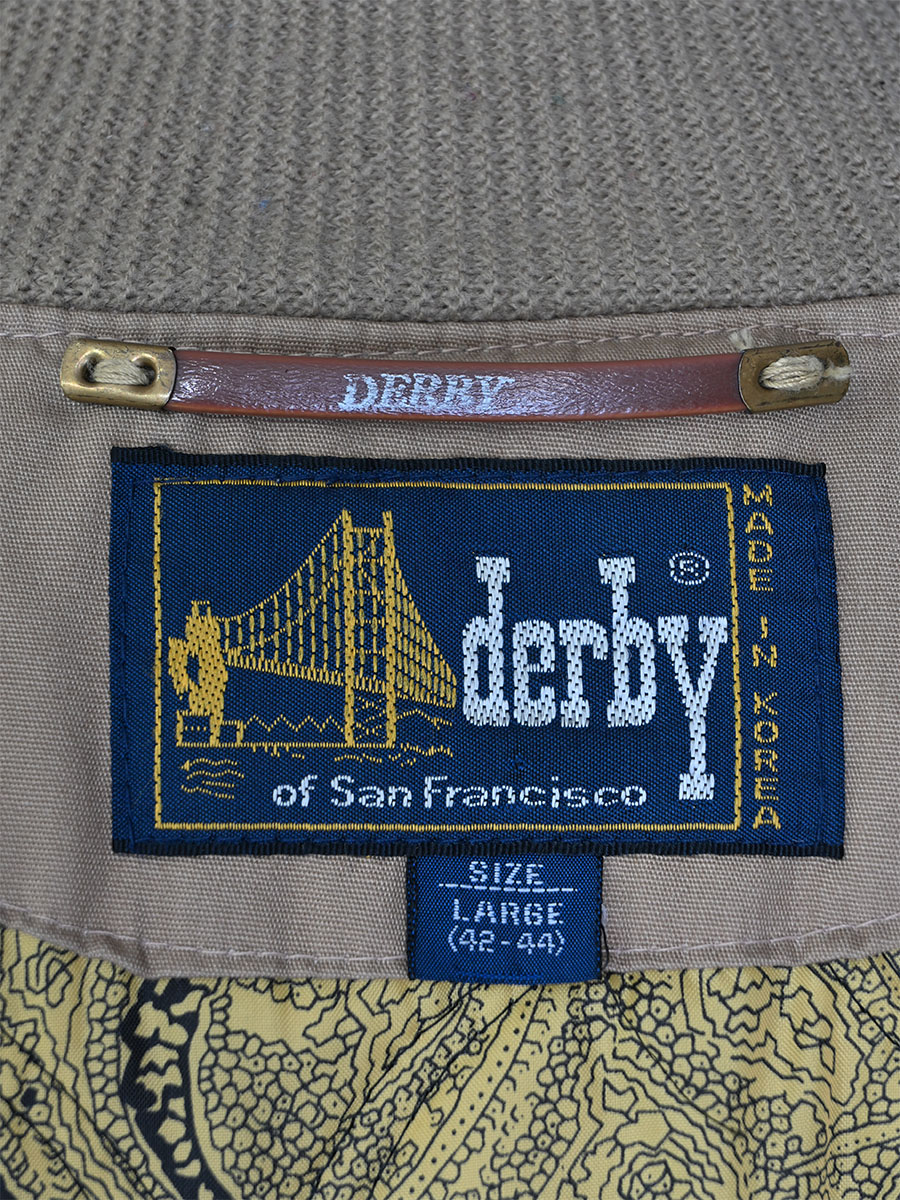 DERBY
derby®
of San Francisco
MADE IN KOREA
SIZE
LARGE
(42-44)